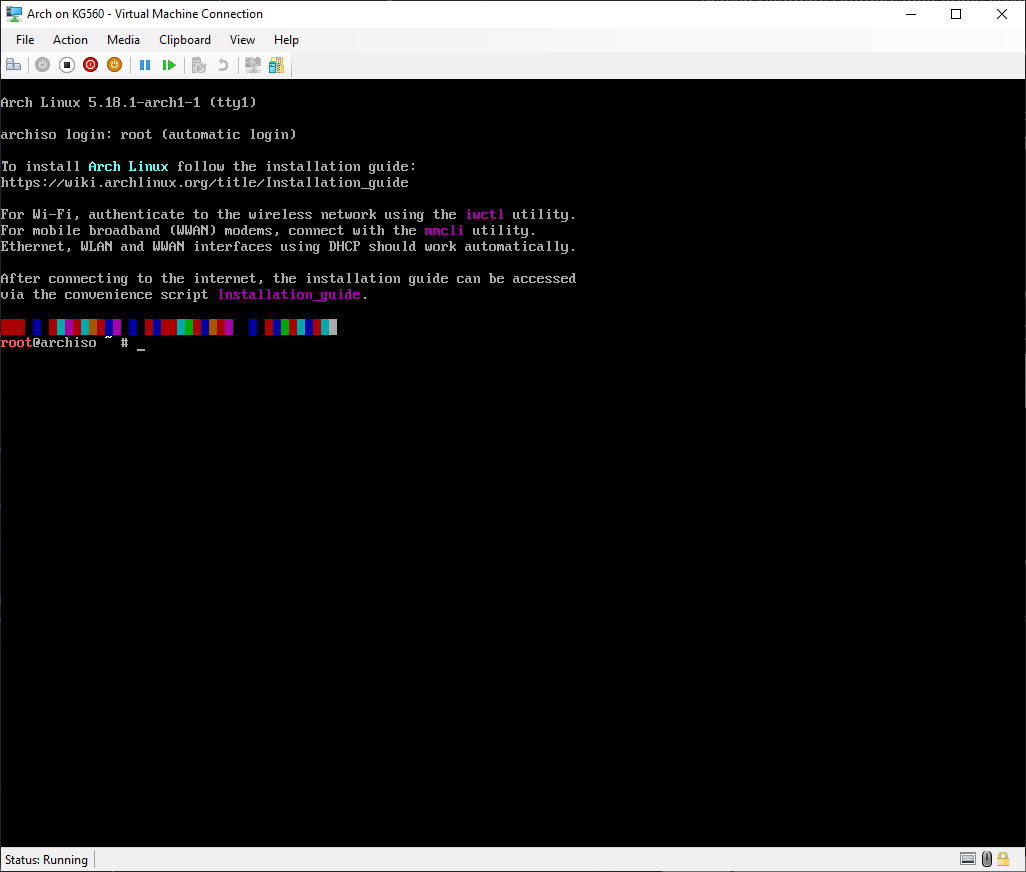 Arch on KG560 - Virtual Machine Connection
File Action Media Clipboard View Help
Arch Linux 5.18.1-arch1-1 (tty1)
archiso login: root (automatic login)
To install Arch Linux follow the installation guide:
https://wiki.archlinux.org/title/Installation_guide
For Wi-Fi, authenticate to the wireless network using the iwctl utility.
For mobile broadband (WWAN) modems, connect with the mmcli utility.
Ethernet, WLAN and WWAN interfaces using DHCP should work automatically.
After connecting to the internet, the installation guide can be accessed
via the convenience script Installation_guide.
root@archiso ~ # _
Status: Running